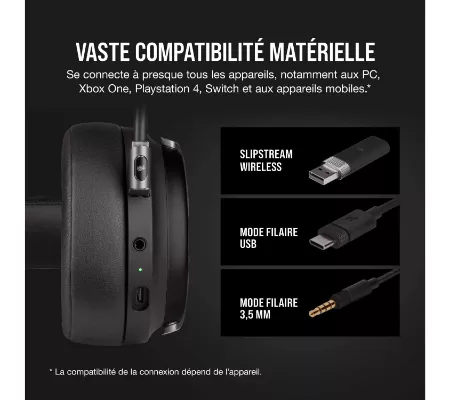 VASTE COMPATIBILITÉ MATÉRIELLE
Se connecte à presque tous les appareils, notamment aux PC,
Xbox One, Playstation 4, Switch et aux appareils mobiles.*
SLIPSTREAM
WIRELESS
MODE FILAIRE
USB
MODE FILAIRE
3,5 MM
* La compatibilité de la connexion dépend de l'appareil.